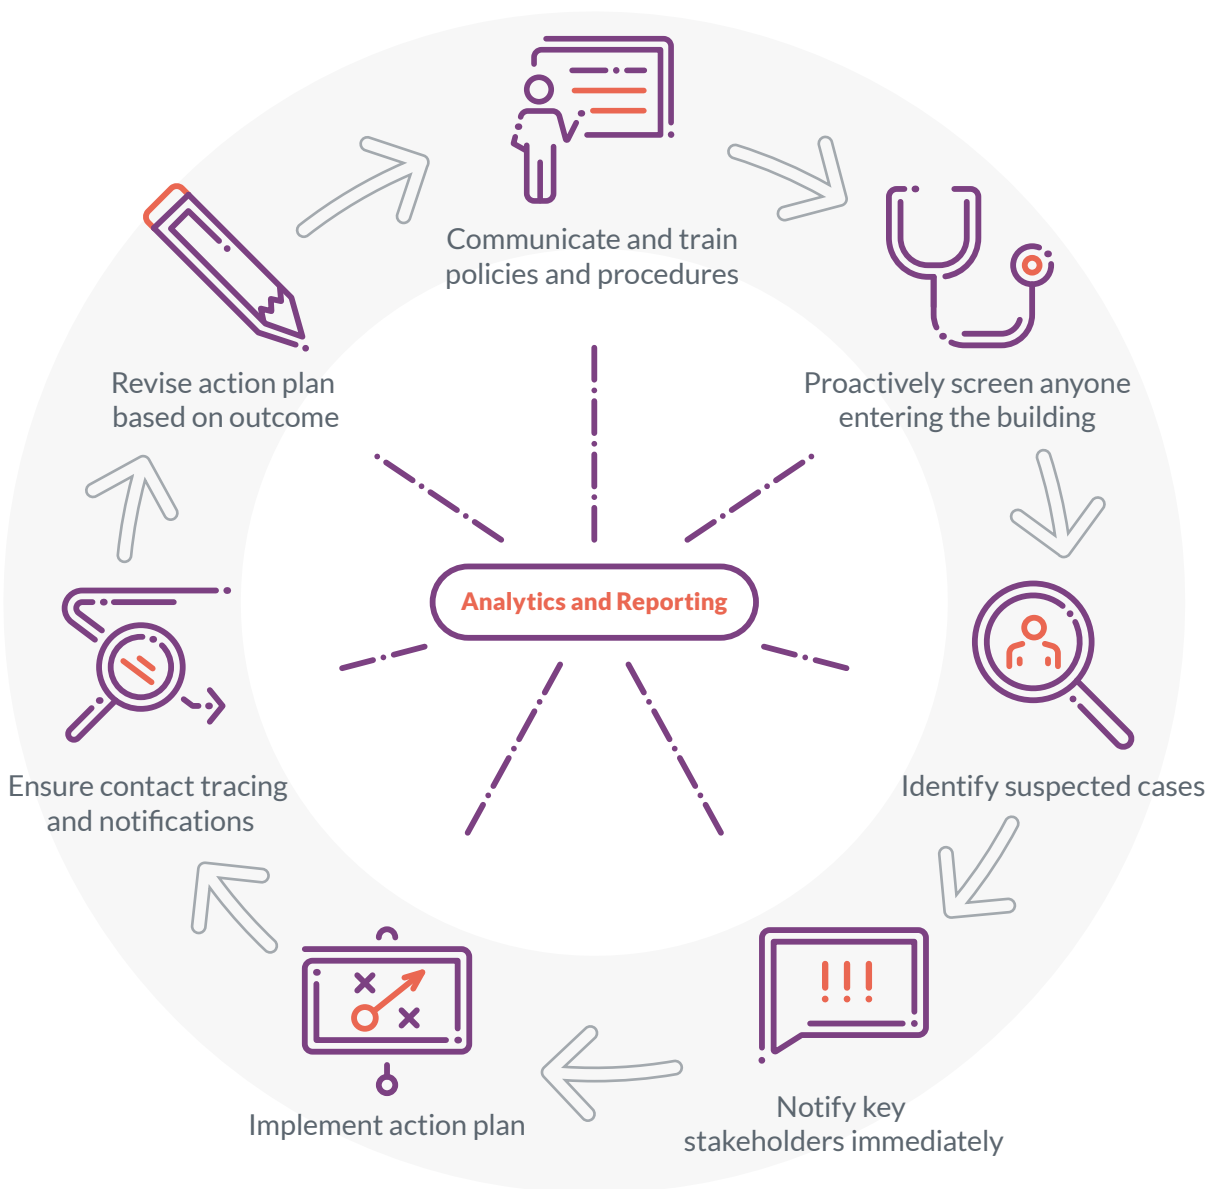 Communicate and train
policies and procedures
Proactively screen anyone
entering the building
Identify suspected cases
Notify key
stakeholders immediately
Implement action plan
Ensure contact tracing
and notifications
Revise action plan
based on outcome
Analytics and Reporting